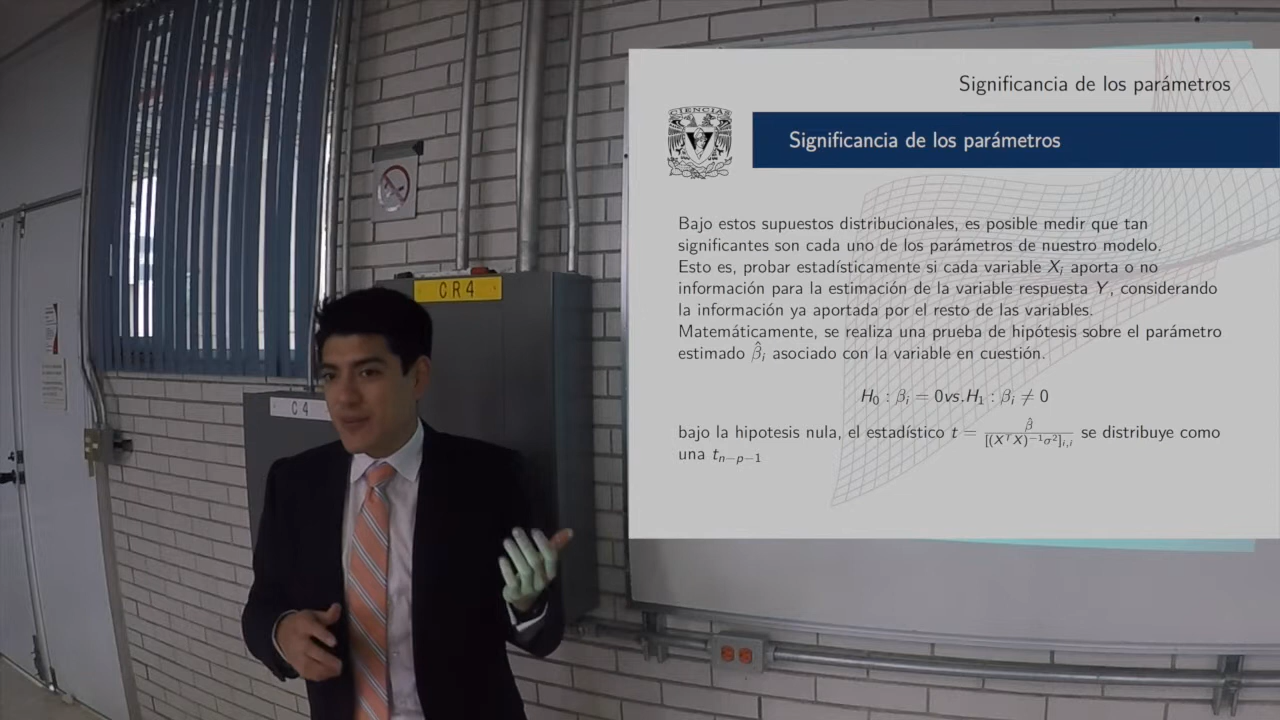 Significancia de los parámetros
CIENCIAS
Significancia de los parámetros
Bajo estos supuestos distribucionales, es posible medir que tan
significantes son cada uno de los parámetros de nuestro modelo.
Esto es, probar estadísticamente si cada variable X_i aporta o no
información para la estimación de la variable respuesta Y, considerando
la información ya aportada por el resto de las variables.
Matemáticamente, se realiza una prueba de hipótesis sobre el parámetro
estimado β̂_i asociado con la variable en cuestión.
H_0 : β_i = 0vs.H_1 : β_i ≠ 0
bajo la hipotesis nula, el estadístico t = β̂ / [(X^T X)^{-1}σ^2]_{i,i} se distribuye como
una t_{n-p-1}
CR4
C 4